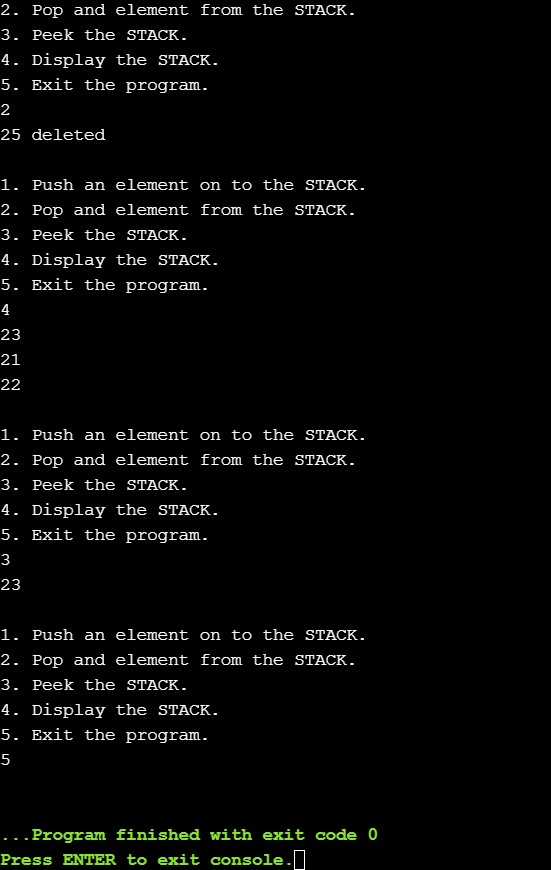 2. Pop and element from the STACK.
3. Peek the STACK.
4. Display the STACK.
5. Exit the program.
2
25 deleted
1. Push an element on to the STACK.
2. Pop and element from the STACK.
3. Peek the STACK.
4. Display the STACK.
5. Exit the program.
4
23
21
22
1. Push an element on to the STACK.
2. Pop and element from the STACK.
3. Peek the STACK.
4. Display the STACK.
5. Exit the program.
3
23
1. Push an element on to the STACK.
2. Pop and element from the STACK.
3. Peek the STACK.
4. Display the STACK.
5. Exit the program.
5
...Program finished with exit code 0
Press ENTER to exit console.